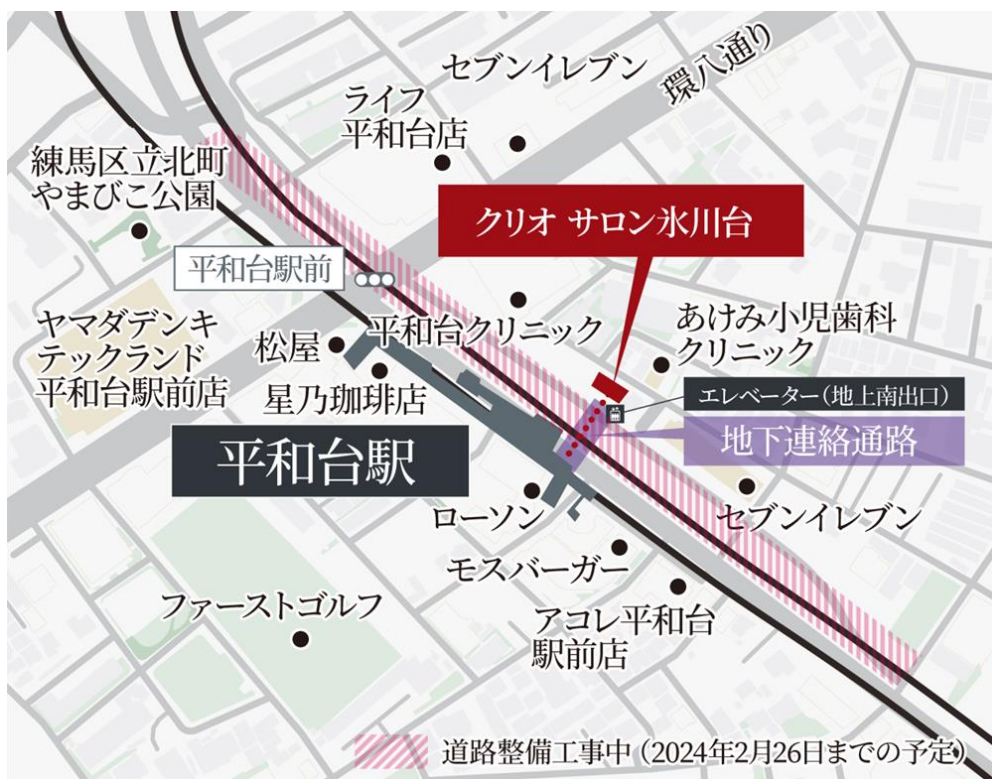 セブンイレブン
環八通り
ライフ
平和台店
練馬区立北町
やまびこ公園
クリオ サロン氷川台
平和台駅前
平和台クリニック
あけみ小児歯科
クリニック
ヤマダデンキ
テックランド
平和台駅前店
松屋
星乃珈琲店
エレベーター(地上南出口)
地下連絡通路
平和台駅
ローソン
セブンイレブン
モスバーガー
アコレ平和台
駅前店
ファーストゴルフ
道路整備工事中(2024年2月26日までの予定)